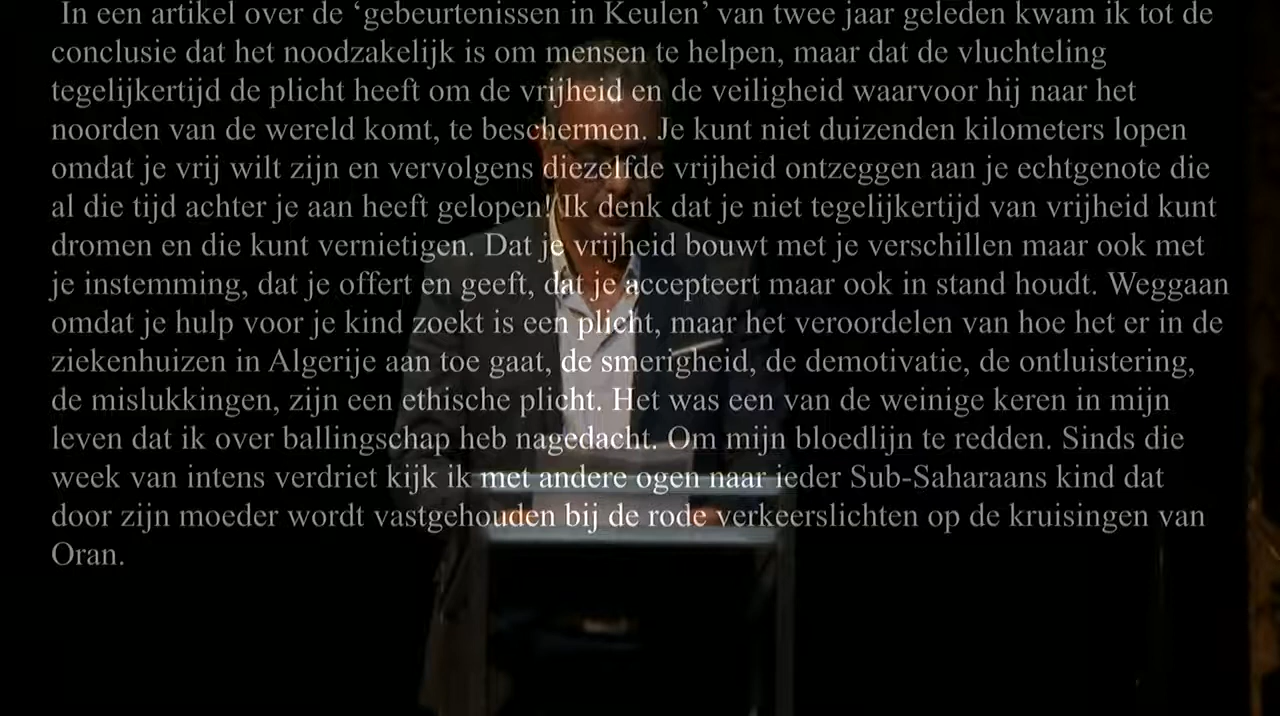 In een artikel over de ‘gebeurtenissen in Keulen’ van twee jaar geleden kwam ik tot de
conclusie dat het noodzakelijk is om mensen te helpen, maar dat de vluchteling
tegelijkertijd de plicht heeft om de vrijheid en de veiligheid waarvoor hij naar het
noorden van de wereld komt, te beschermen. Je kunt niet duizenden kilometers lopen
omdat je vrij wilt zijn en vervolgens diezelfde vrijheid ontzeggen aan je echtgenote die
al die tijd achter je aan heeft gelopen! Ik denk dat je niet tegelijkertijd van vrijheid kunt
dromen en die kunt vernietigen. Dat je vrijheid bouwt met je verschillen maar ook met
je instemming, dat je offert en geeft, dat je accepteert maar ook in stand houdt. Weggaan
omdat je hulp voor je kind zoekt is een plicht, maar het veroordelen van hoe het er in de
ziekenhuizen in Algerije aan toe gaat, de smerigheid, de demotivatie, de ontluistering,
de mislukkingen, zijn een ethische plicht. Het was een van de weinige keren in mijn
leven dat ik over ballingschap heb nagedacht. Om mijn bloedlijn te redden. Sinds die
week van intens verdriet kijk ik met andere ogen naar ieder Sub-Saharaans kind dat
door zijn moeder wordt vastgehouden bij de rode verkeerslichten op de kruisingen van
Oran.